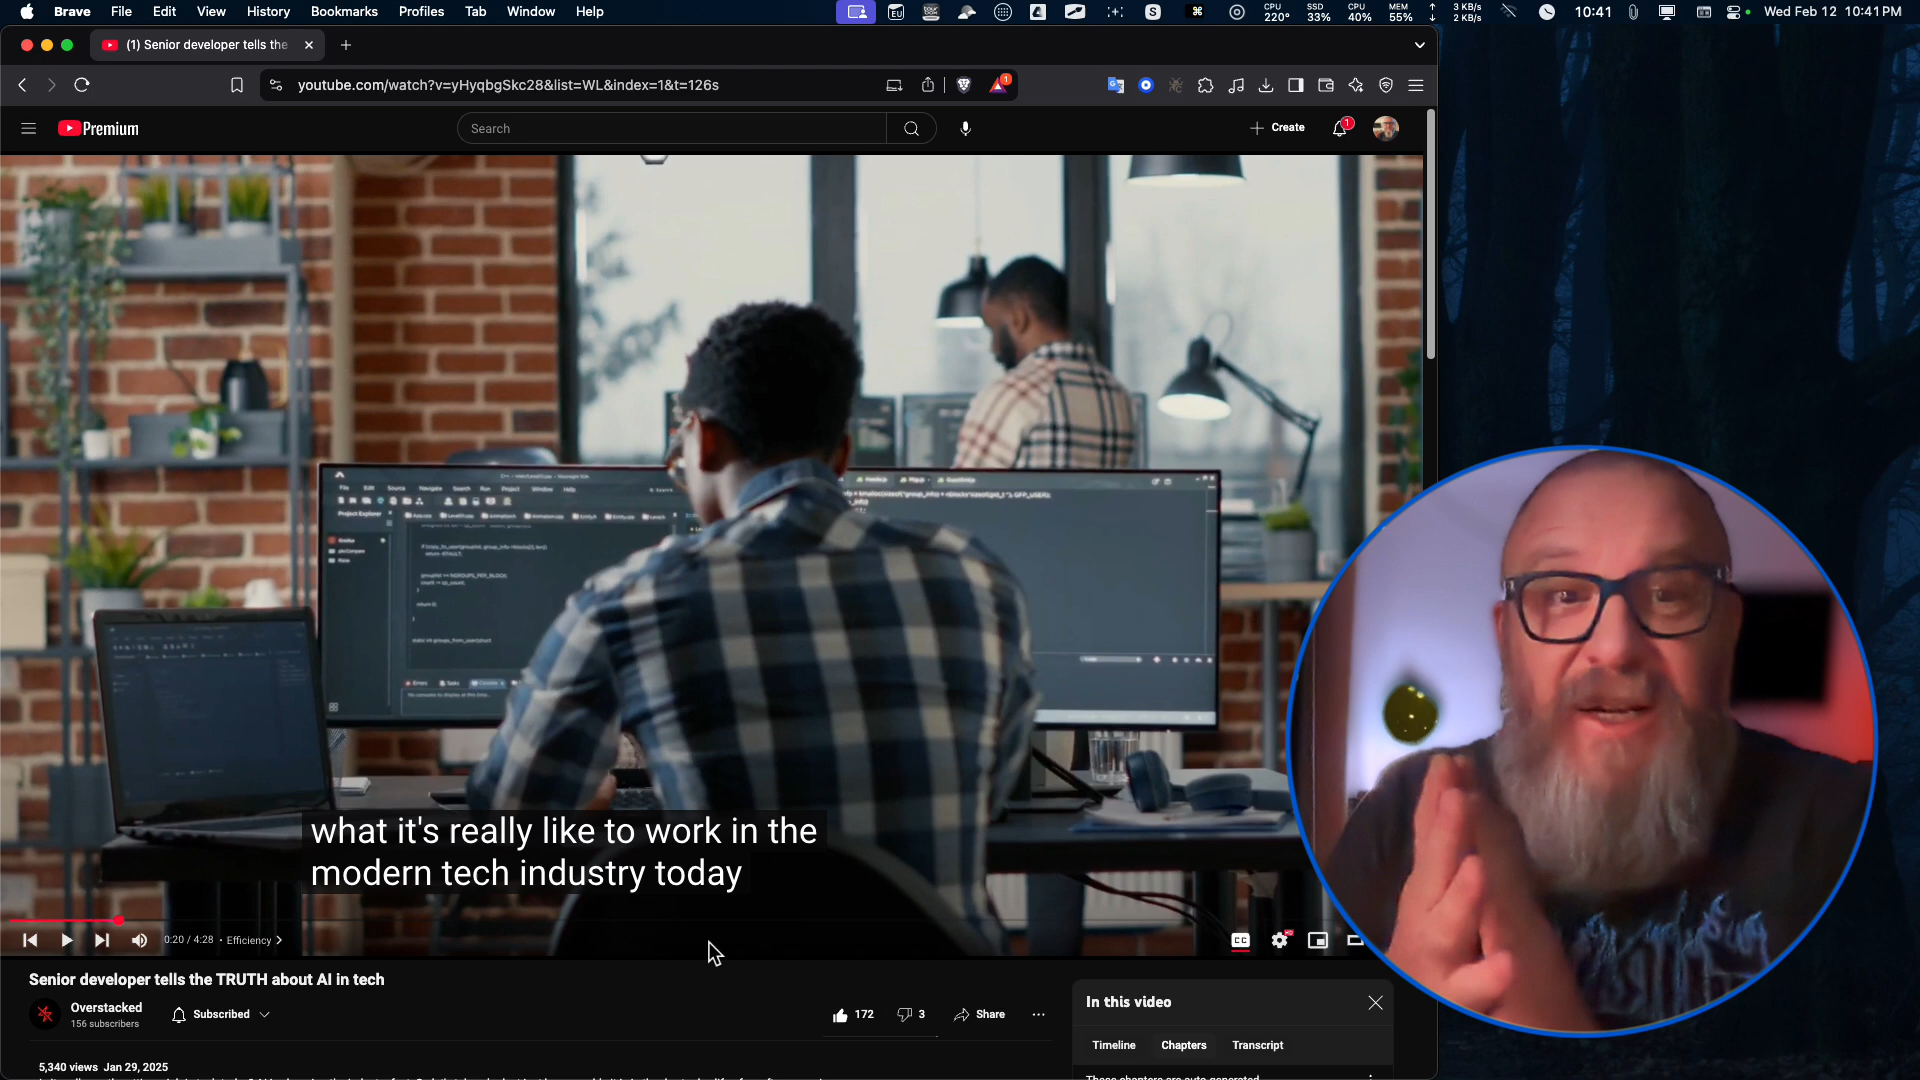 Brave File Edit View History Bookmarks Profiles Tab Window Help
CPU 220° SSD 33% CPU 40% MEM 55% 3 KB/s 2 KB/s 10:41 Wed Feb 12 10:41 PM
(1) Senior developer tells the
youtube.com/watch?v=yHyqbgSkc28&list=WL&index=1&t=126s
Premium
Search
Create
1
what it's really like to work in the
modern tech industry today
0:20 / 4:28 • Efficiency
Senior developer tells the TRUTH about AI in tech
Overstacked
156 subscribers
Subscribed
172
3
Share
In this video
Timeline Chapters Transcript
5,340 views Jan 29, 2025